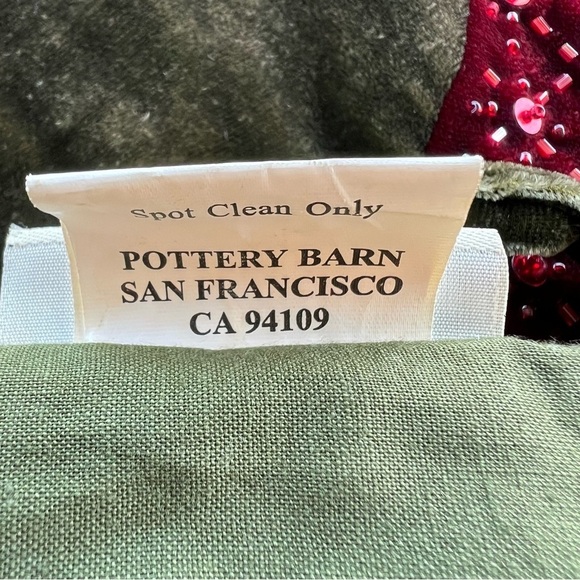 Spot Clean Only
POTTERY BARN
SAN FRANCISCO
CA 94109